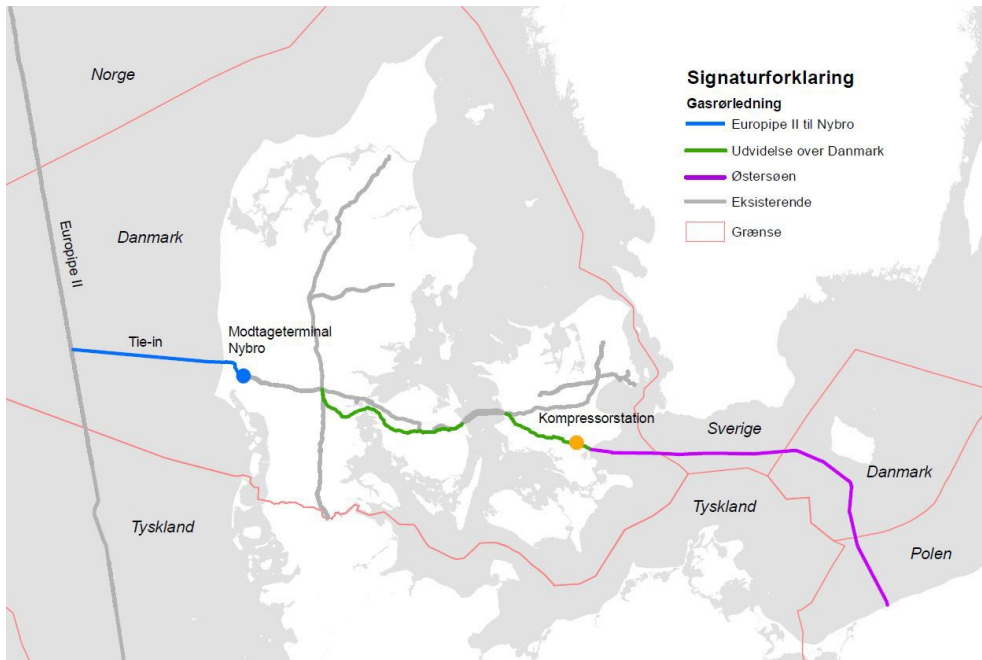 Norge
Signaturforklaring
Gasrørledning
Europipe II til Nybro
Udvidelse over Danmark
Østersøen
Eksisterende
Grænse
Europipe II
Danmark
Tie-in
Modtageterminal
Nybro
Kompressorstation
Sverige
Danmark
Tyskland
Tyskland
Polen